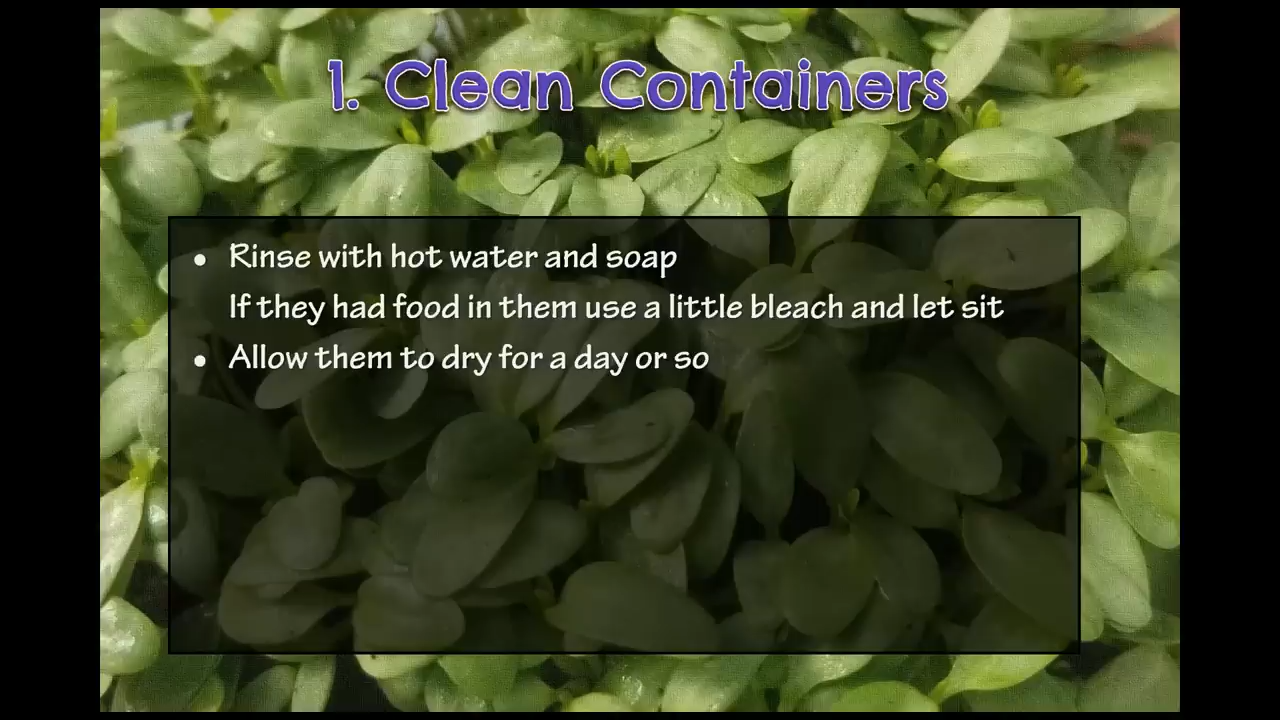 1. Clean Containers
• Rinse with hot water and soap
If they had food in them use a little bleach and let sit
• Allow them to dry for a day or so